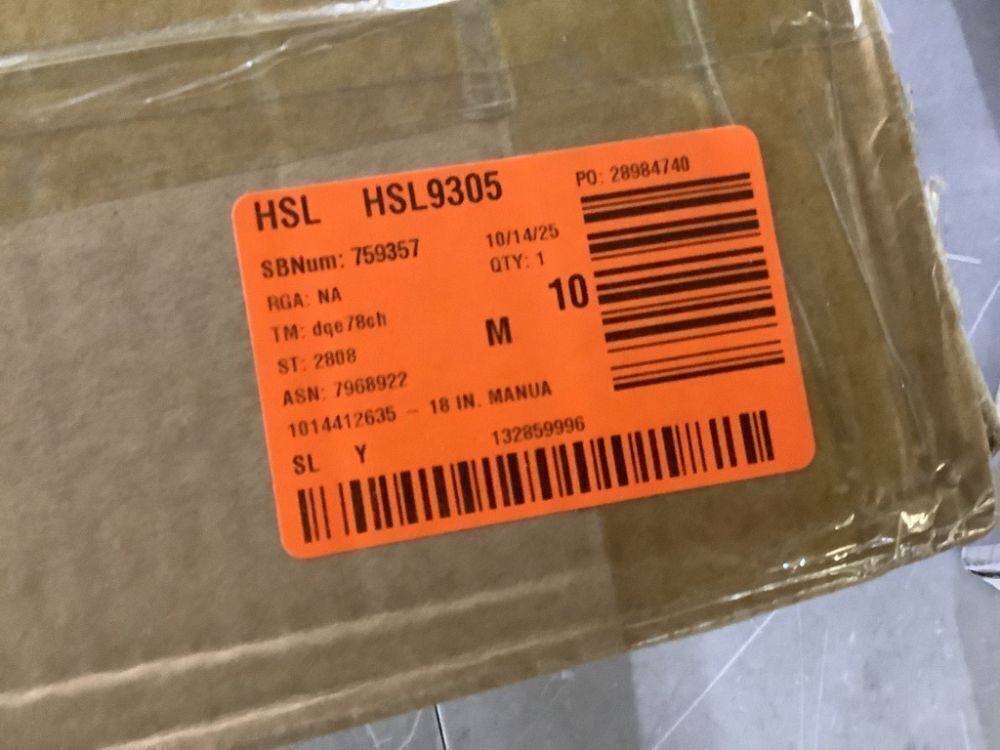 HSL HSL9305
PO: 28984740
SBNum: 759357
10/14/25
RGA: NA
QTY: 1
TM: dqe78ch
M
10
ST: 2808
ASN: 7968922
1014412635 - 18 IN. MANUA
SL Y
132859996